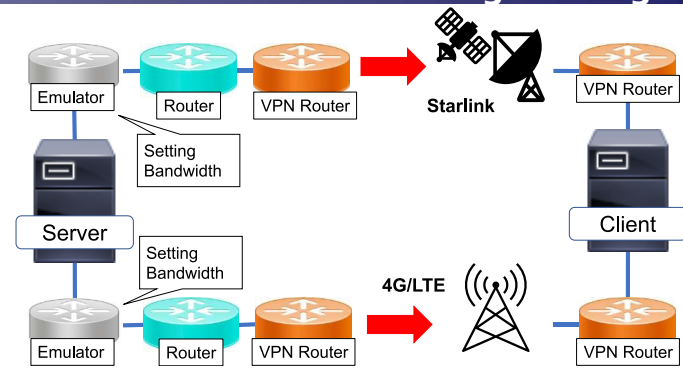 Emulator
Router
VPN Router
Starlink
VPN Router
Setting
Bandwidth
Server
Client
Setting
Bandwidth
4G/LTE
Emulator
Router
VPN Router
VPN Router